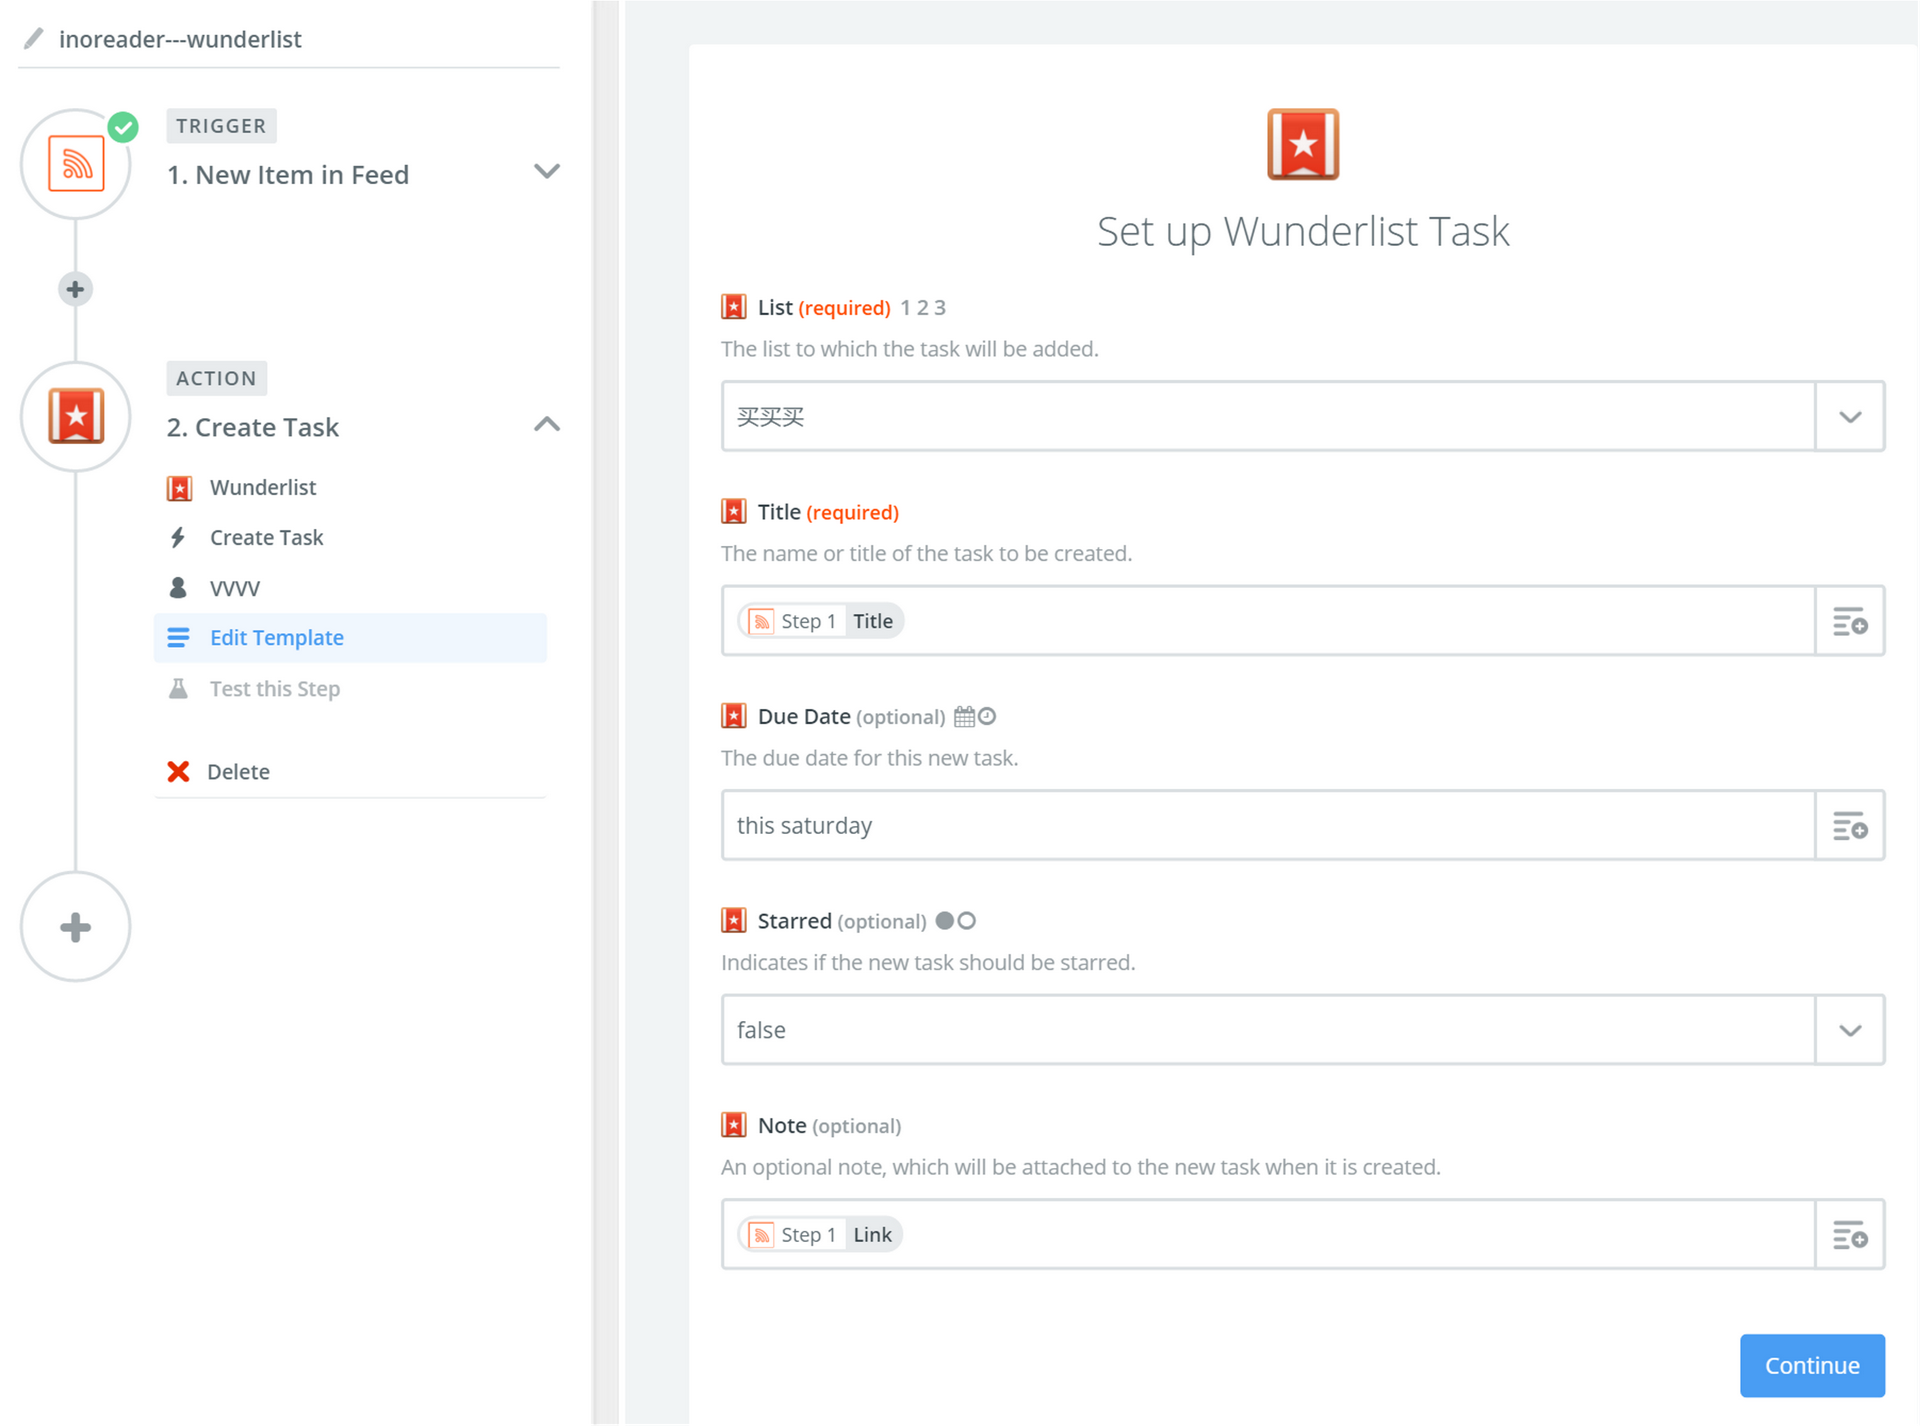 inoreader---wunderlist
TRIGGER
1. New Item in Feed
ACTION
2. Create Task
Wunderlist
Create Task
VVVV
Edit Template
Test this Step
Delete
Set up Wunderlist Task
List (required) 1 2 3
The list to which the task will be added.
买买买
Title (required)
The name or title of the task to be created.
Step 1 Title
Due Date (optional)
The due date for this new task.
this saturday
Starred (optional)
Indicates if the new task should be starred.
false
Note (optional)
An optional note, which will be attached to the new task when it is created.
Step 1 Link
Continue